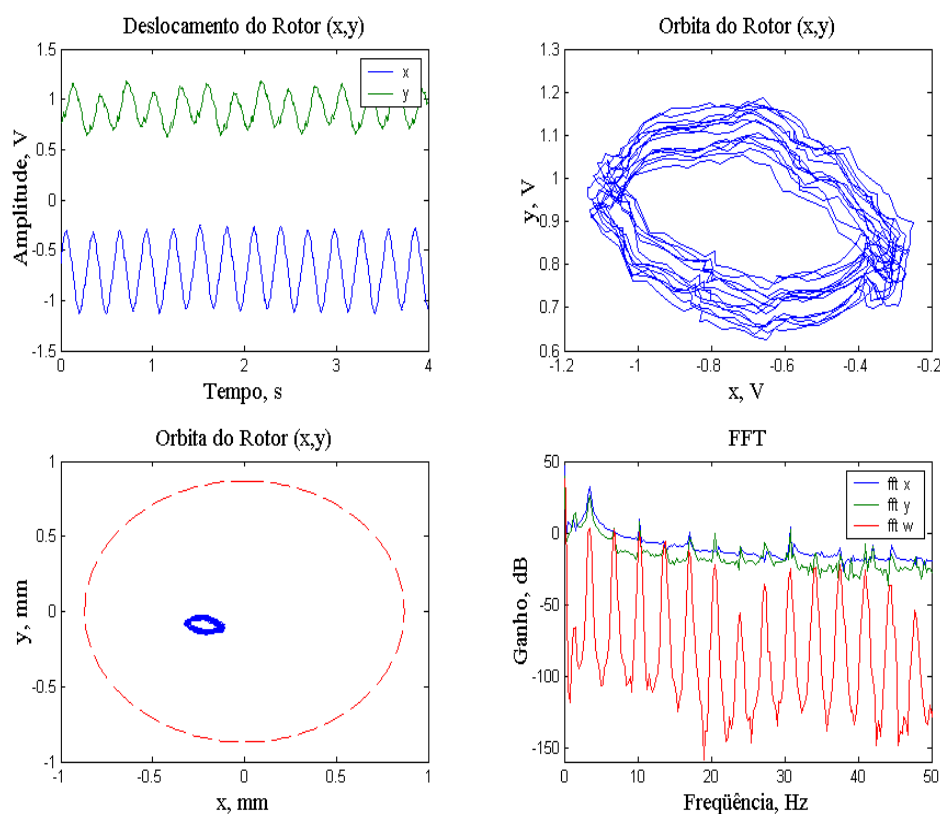 Deslocamento do Rotor (x,y)
1.5
1
0.5
0
-0.5
-1
-1.5
Amplitude, V
x
y
0
1
2
3
4
Tempo, s
Orbita do Rotor (x,y)
1.3
1.2
1.1
1
0.9
0.8
0.7
0.6
y, V
-1.2
-1
-0.8
-0.6
-0.4
-0.2
x, V
Orbita do Rotor (x,y)
1
0.5
0
-0.5
-1
y, mm
-1
-0.5
0
0.5
1
x, mm
FFT
50
0
-50
-100
-150
Ganho, dB
fft x
fft y
fft w
0
10
20
30
40
50
Freqüência, Hz